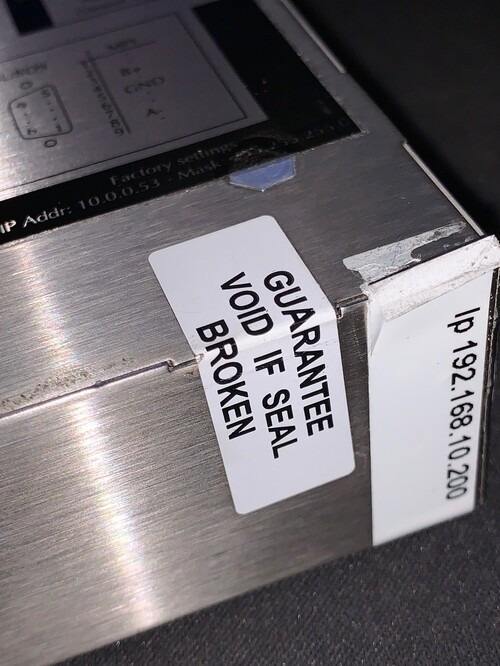 GND
Factory settings
IP Addr: 10.0.0.53 - Mask
GUARANTEE
VOID IF SEAL
BROKEN
Ip 192.168.10.200